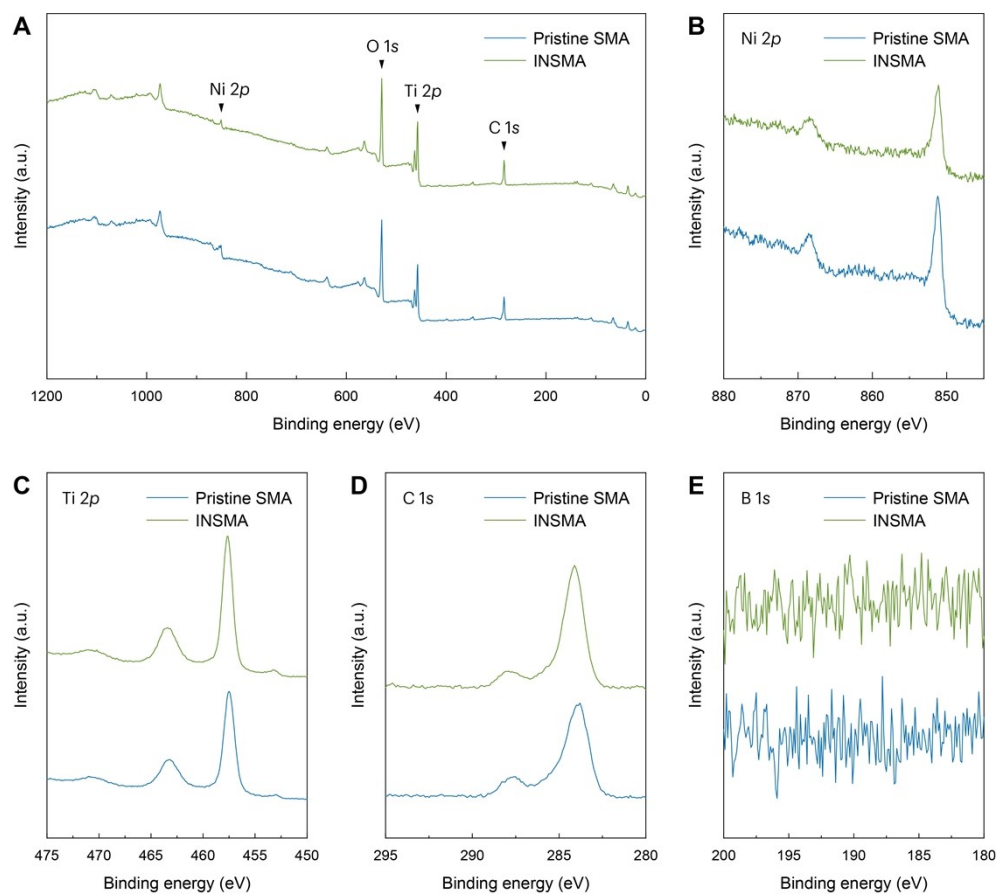 A
Pristine SMA
INSMA
O 1s
Ni 2p
Ti 2p
C 1s
Intensity (a.u.)
1200 1000 800 600 400 200 0
Binding energy (eV)
B
Ni 2p
Pristine SMA
INSMA
Intensity (a.u.)
880 870 860 850
Binding energy (eV)
C
Ti 2p
Pristine SMA
INSMA
Intensity (a.u.)
475 470 465 460 455 450
Binding energy (eV)
D
C 1s
Pristine SMA
INSMA
Intensity (a.u.)
295 292 288 284 280
Binding energy (eV)
E
B 1s
Pristine SMA
INSMA
Intensity (a.u.)
200 195 190 185 180
Binding energy (eV)